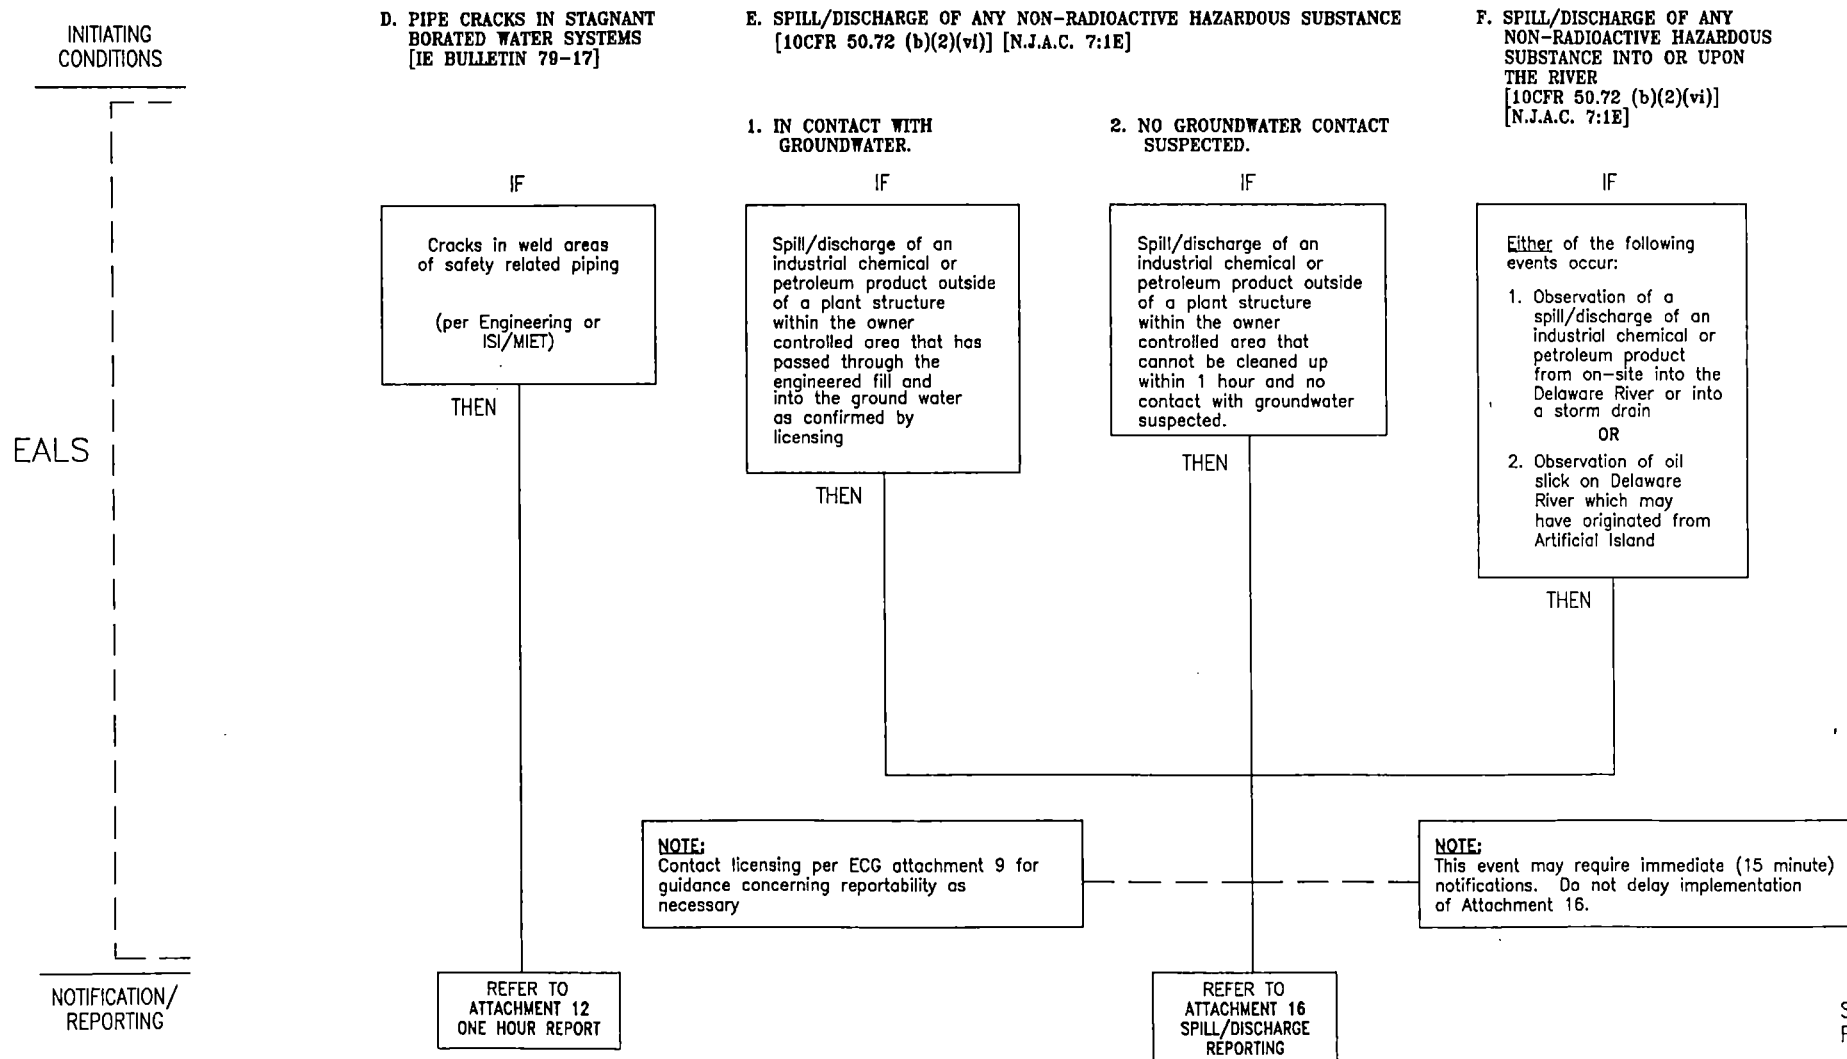 INITIATING
CONDITIONS
D. PIPE CRACKS IN STAGNANT
BORATED WATER SYSTEMS
[IE BULLETIN 79-17]
E. SPILL/DISCHARGE OF ANY NON-RADIOACTIVE HAZARDOUS SUBSTANCE
[10CFR 50.72 (b)(2)(vi)] [N.J.A.C. 7:1E]
F. SPILL/DISCHARGE OF ANY
NON-RADIOACTIVE HAZARDOUS
SUBSTANCE INTO OR UPON
THE RIVER
[10CFR 50.72 (b)(2)(vi)]
[N.J.A.C. 7:1E]
1. IN CONTACT WITH
GROUNDWATER.
2. NO GROUNDWATER CONTACT
SUSPECTED.
IF
IF
IF
IF
Cracks in weld areas
of safety related piping
(per Engineering or
ISI/MIET)
THEN
Spill/discharge of an
industrial chemical or
petroleum product outside
of a plant structure
within the owner
controlled area that has
passed through the
engineered fill and
into the ground water
as confirmed by
licensing
THEN
Spill/discharge of an
industrial chemical or
petroleum product outside
of a plant structure
within the owner
controlled area that
cannot be cleaned up
within 1 hour and no
contact with groundwater
suspected.
THEN
Either of the following
events occur:
1. Observation of a
spill/discharge of an
industrial chemical or
petroleum product
from on-site into the
Delaware River or into
a storm drain
OR
2. Observation of oil
slick on Delaware
River which may
have originated from
Artificial Island
THEN
EALS
NOTE:
Contact licensing per ECG attachment 9 for
guidance concerning reportability as
necessary
NOTE:
This event may require immediate (15 minute)
notifications. Do not delay implementation
of Attachment 16.
NOTIFICATION/
REPORTING
REFER TO
ATTACHMENT 12
ONE HOUR REPORT
REFER TO
ATTACHMENT 16
SPILL/DISCHARGE
REPORTING